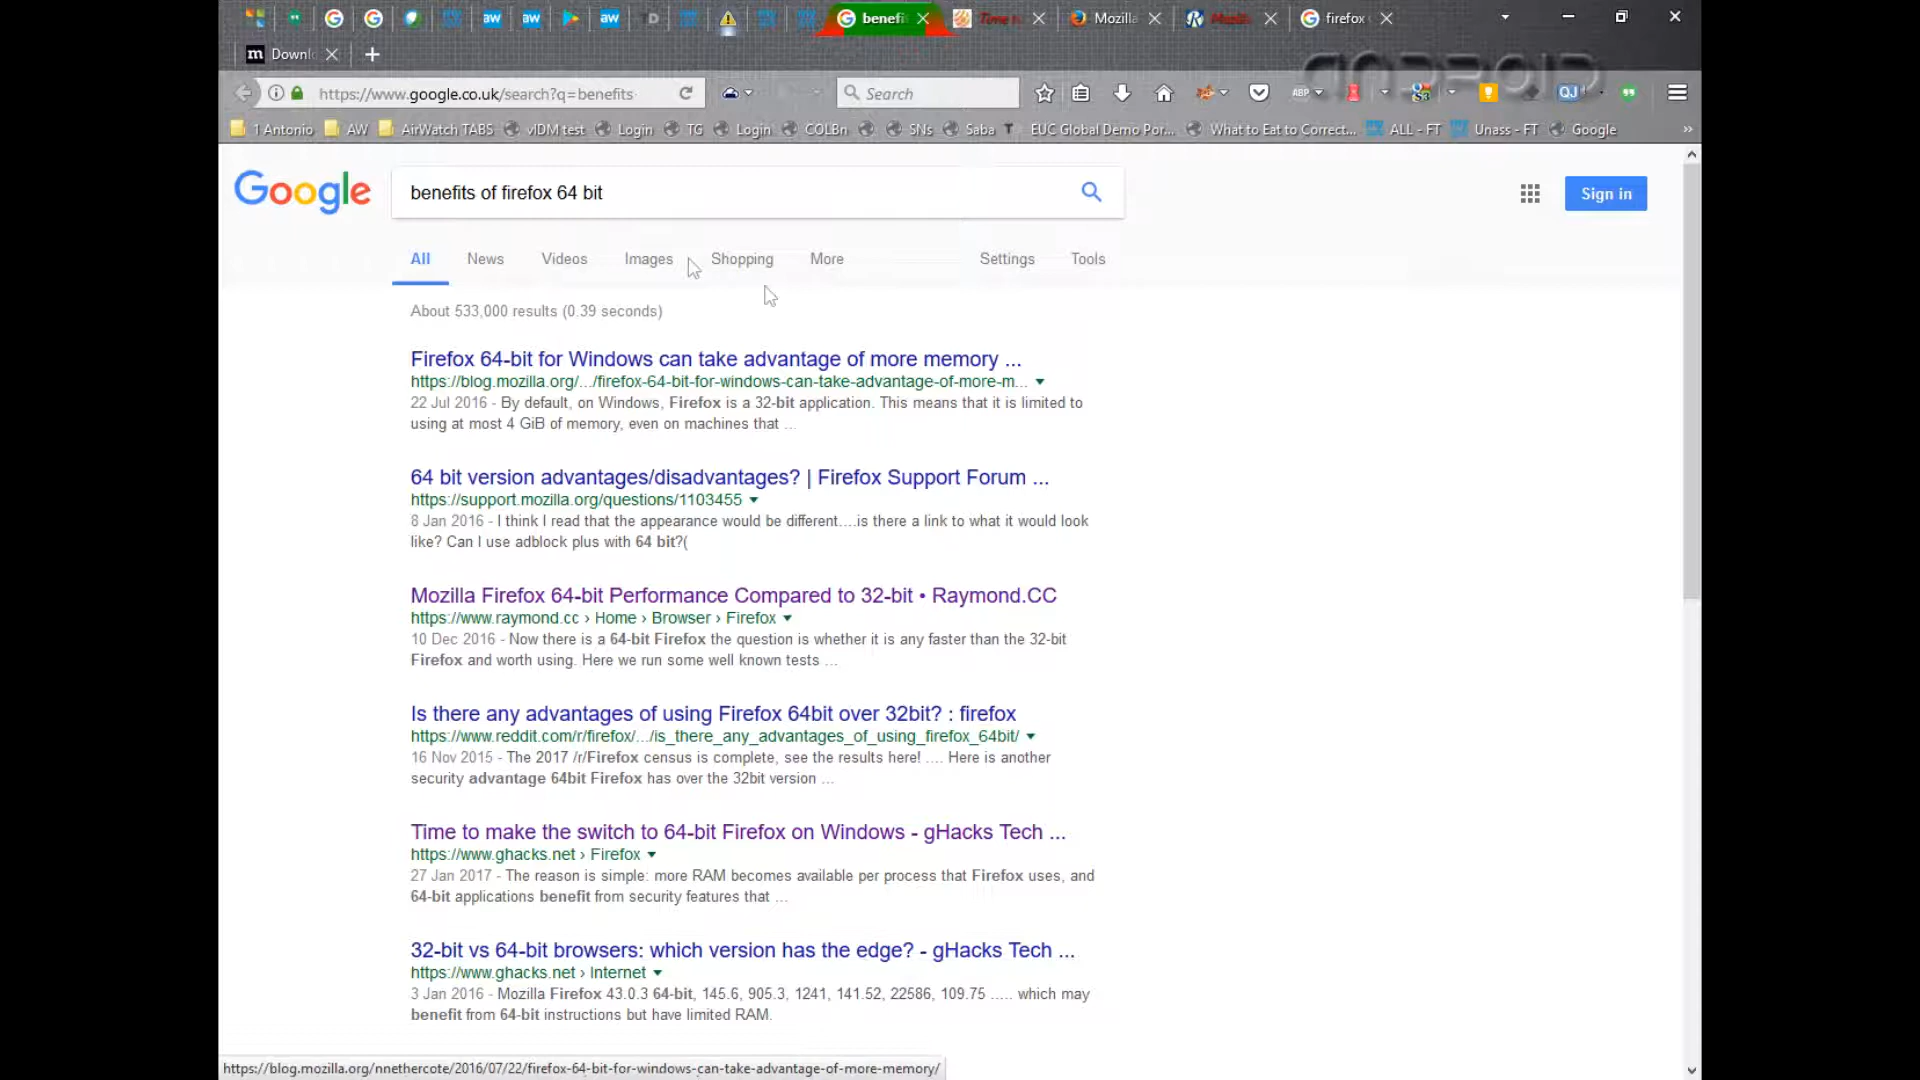 aw
aw
aw
D
benefi
Time t
Mozilla
Mozilla
firefox
m Downl
ANDROID
https://www.google.co.uk/search?q=benefits
Search
ABP
QJ
1 Antonio
AW
AirWatch TABS
vIDM test
Login
TG
Login
COLBn
SNs
Saba
EUC Global Demo Por...
What to Eat to Correct...
ALL - FT
Unass - FT
Google
»
Google
benefits of firefox 64 bit
Sign in
All
News
Videos
Images
Shopping
More
Settings
Tools
About 533,000 results (0.39 seconds)
Firefox 64-bit for Windows can take advantage of more memory ...
https://blog.mozilla.org/.../firefox-64-bit-for-windows-can-take-advantage-of-more-m...
22 Jul 2016 - By default, on Windows, Firefox is a 32-bit application. This means that it is limited to
using at most 4 GiB of memory, even on machines that ...
64 bit version advantages/disadvantages? | Firefox Support Forum ...
https://support.mozilla.org/questions/1103455
8 Jan 2016 - I think I read that the appearance would be different....is there a link to what it would look
like? Can I use adblock plus with 64 bit?(
Mozilla Firefox 64-bit Performance Compared to 32-bit • Raymond.CC
https://www.raymond.cc › Home › Browser › Firefox
10 Dec 2016 - Now there is a 64-bit Firefox the question is whether it is any faster than the 32-bit
Firefox and worth using. Here we run some well known tests ...
Is there any advantages of using Firefox 64bit over 32bit? : firefox
https://www.reddit.com/r/firefox/.../is_there_any_advantages_of_using_firefox_64bit/
16 Nov 2015 - The 2017 /r/Firefox census is complete, see the results here! .... Here is another
security advantage 64bit Firefox has over the 32bit version ...
Time to make the switch to 64-bit Firefox on Windows - gHacks Tech ...
https://www.ghacks.net › Firefox
27 Jan 2017 - The reason is simple: more RAM becomes available per process that Firefox uses, and
64-bit applications benefit from security features that ...
32-bit vs 64-bit browsers: which version has the edge? - gHacks Tech ...
https://www.ghacks.net › Internet
3 Jan 2016 - Mozilla Firefox 43.0.3 64-bit, 145.6, 905.3, 1241, 141.52, 22586, 109.75 ..... which may
benefit from 64-bit instructions but have limited RAM.
https://blog.mozilla.org/nnethercote/2016/07/22/firefox-64-bit-for-windows-can-take-advantage-of-more-memory/